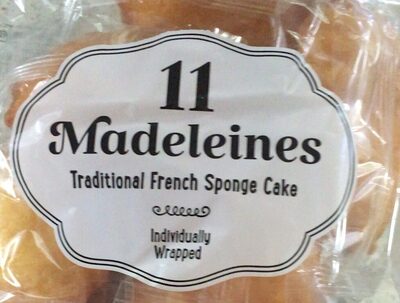 11
Madeleines
Traditional French Sponge Cake
Individually
Wrapped